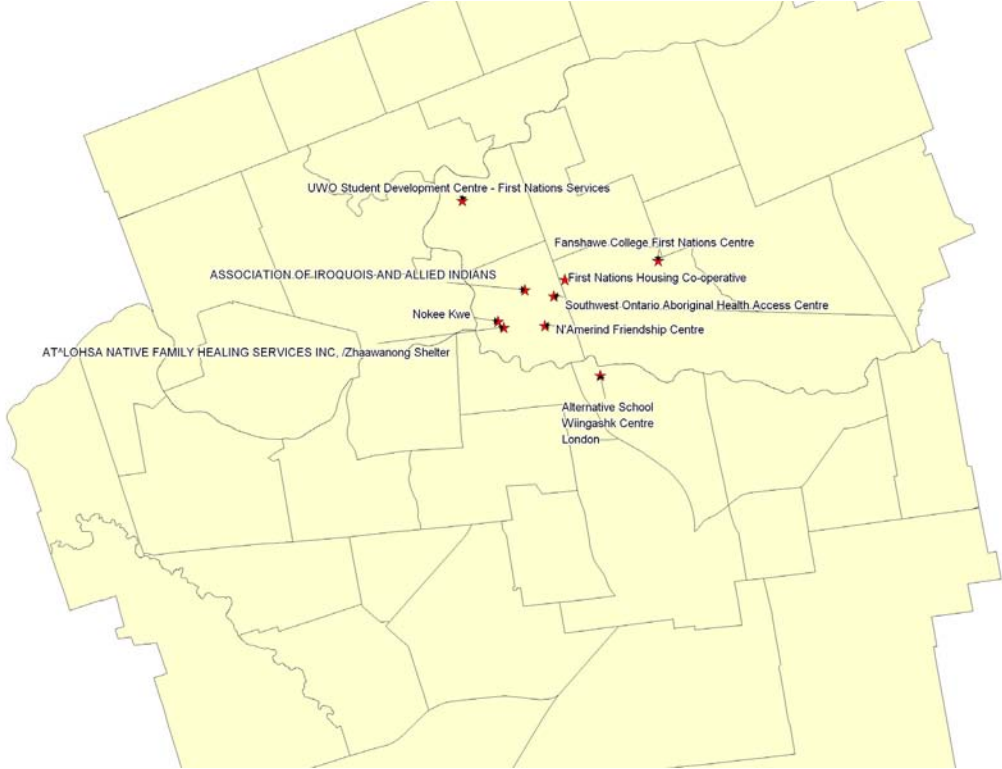 UWO Student Development Centre - First Nations Services
Fanshawe College First Nations Centre
ASSOCIATION OF IROQUOIS AND ALLIED INDIANS
First Nations Housing Co-operative
Southwest Ontario Aboriginal Health Access Centre
Nokee Kwe
N'Amerind Friendship Centre
AT^LOHSA NATIVE FAMILY HEALING SERVICES INC, /Zhaawanong Shelter
Alternative School
Wiingashk Centre
London